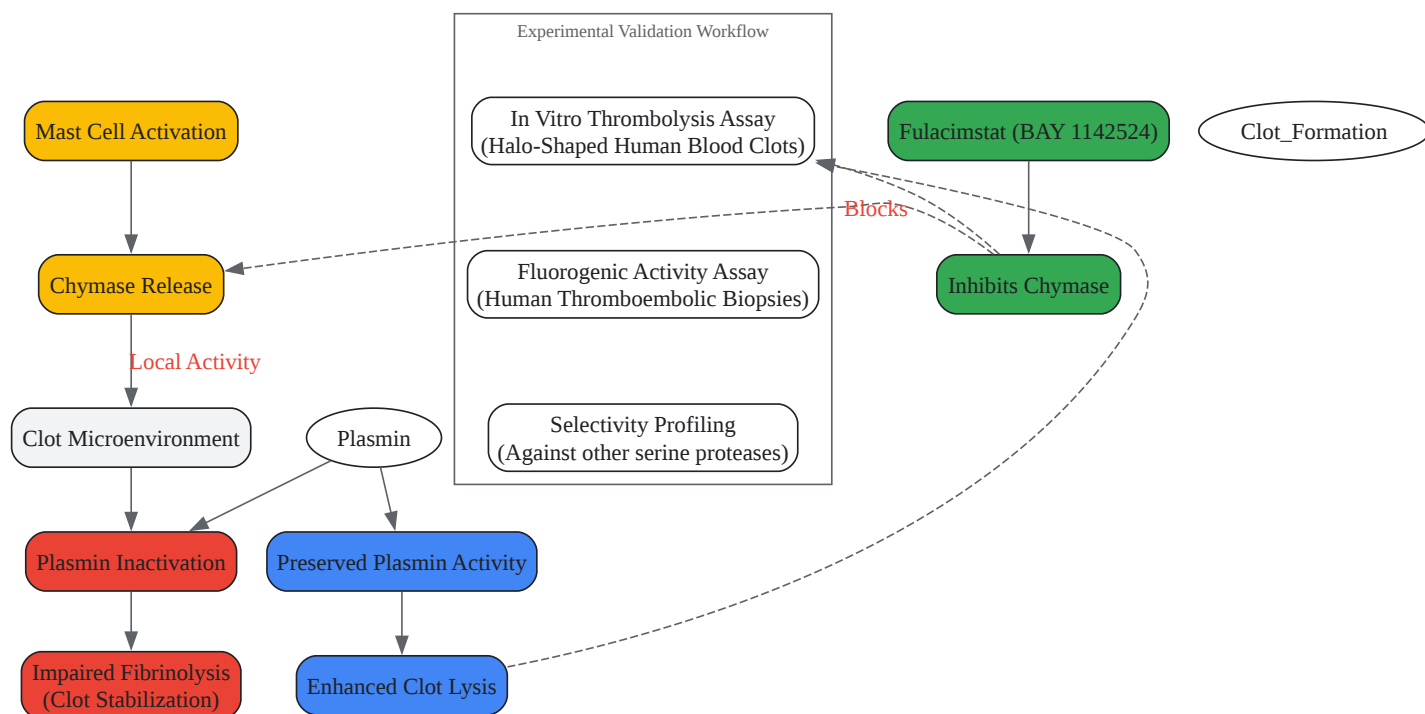 Experimental Validation Workflow
Mast Cell Activation
In Vitro Thrombolysis Assay
(Halo-Shaped Human Blood Clots)
Fulacimstat (BAY 1142524)
Clot_Formation
Blocks
Chymase Release
Fluorogenic Activity Assay
(Human Thromboembolic Biopsies)
Inhibits Chymase
Local Activity
Clot Microenvironment
Plasmin
Selectivity Profiling
(Against other serine proteases)
Plasmin Inactivation
Preserved Plasmin Activity
Impaired Fibrinolysis
(Clot Stabilization)
Enhanced Clot Lysis